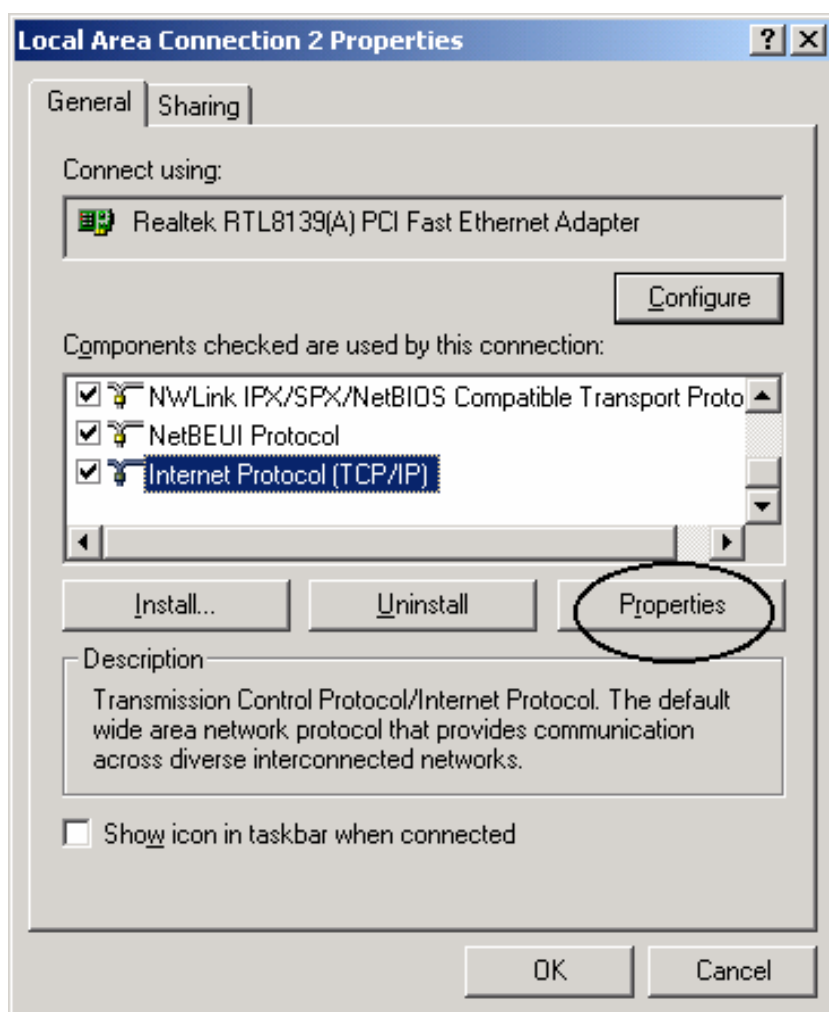 Local Area Connection 2 Properties
General
Sharing
Connect using:
Realtek RTL8139(A) PCI Fast Ethernet Adapter
Configure
Components checked are used by this connection:
NWLink IPX/SPX/NetBIOS Compatible Transport Proto
NetBEUI Protocol
Internet Protocol (TCP/IP)
Install... Uninstall Properties
Description
Transmission Control Protocol/Internet Protocol. The default
wide area network protocol that provides communication
across diverse interconnected networks.
Show icon in taskbar when connected
OK Cancel